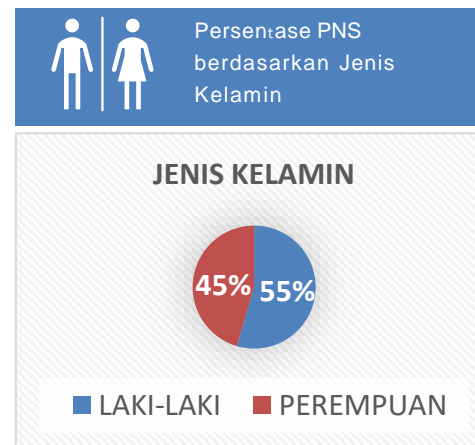 Persentase PNS
berdasarkan Jenis
Kelamin
JENIS KELAMIN
45% 55%
LAKI-LAKI PEREMPUAN